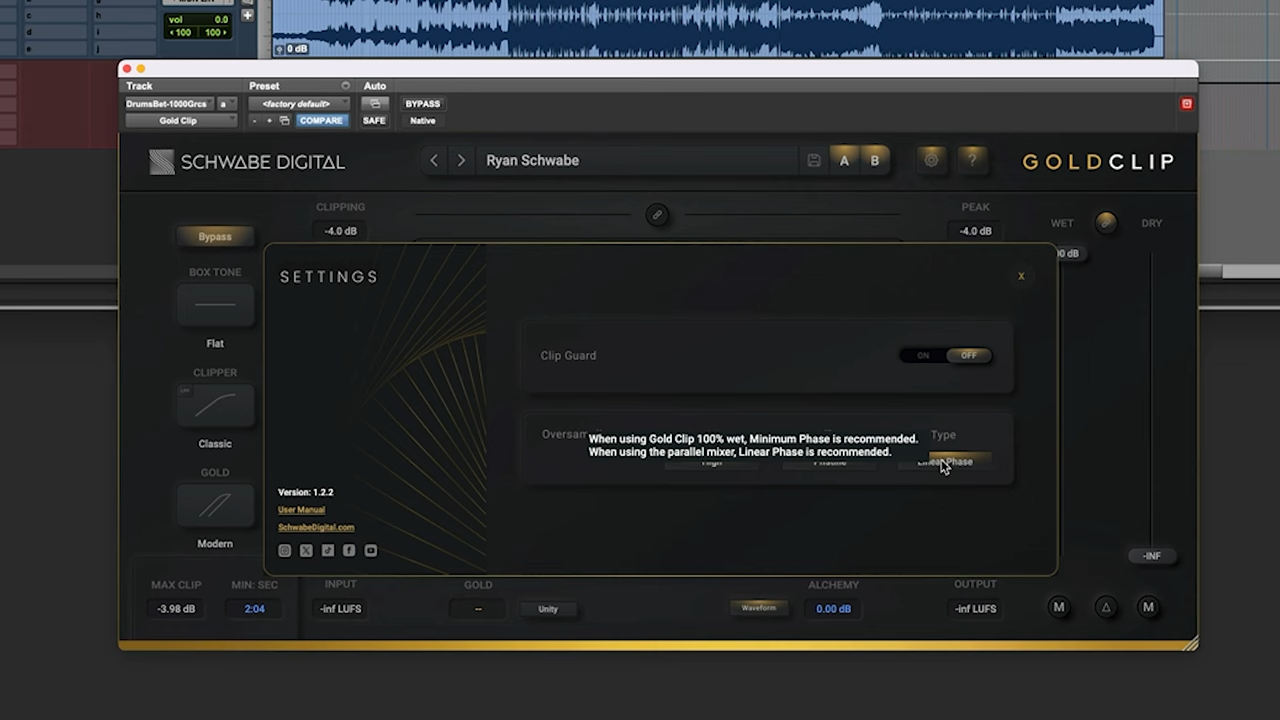 c h
vol 0.0
d i
100 100
e j
0 dB
Track Preset Auto
DrumsBet-1000Grcs a <factory default> BYPASS
Gold Clip - + COMPARE SAFE Native
SCHWABE DIGITAL Ryan Schwabe A B ? GOLDCLIP
CLIPPING PEAK
-4.0 dB -4.0 dB
WET DRY
Bypass
BOX TONE
Flat
CLIPPER
Classic
GOLD
Modern
SETTINGS X
Clip Guard ON OFF
Type
When using Gold Clip 100% wet, Minimum Phase is recommended.
When using the parallel mixer, Linear Phase is recommended.
High Pristine Linear Phase
Version: 1.2.2
User Manual
SchwabeDigital.com
-INF
MAX CLIP MIN: SEC INPUT GOLD ALCHEMY OUTPUT
-3.98 dB 2:04 -inf LUFS -- Unity Waveform 0.00 dB -inf LUFS M M